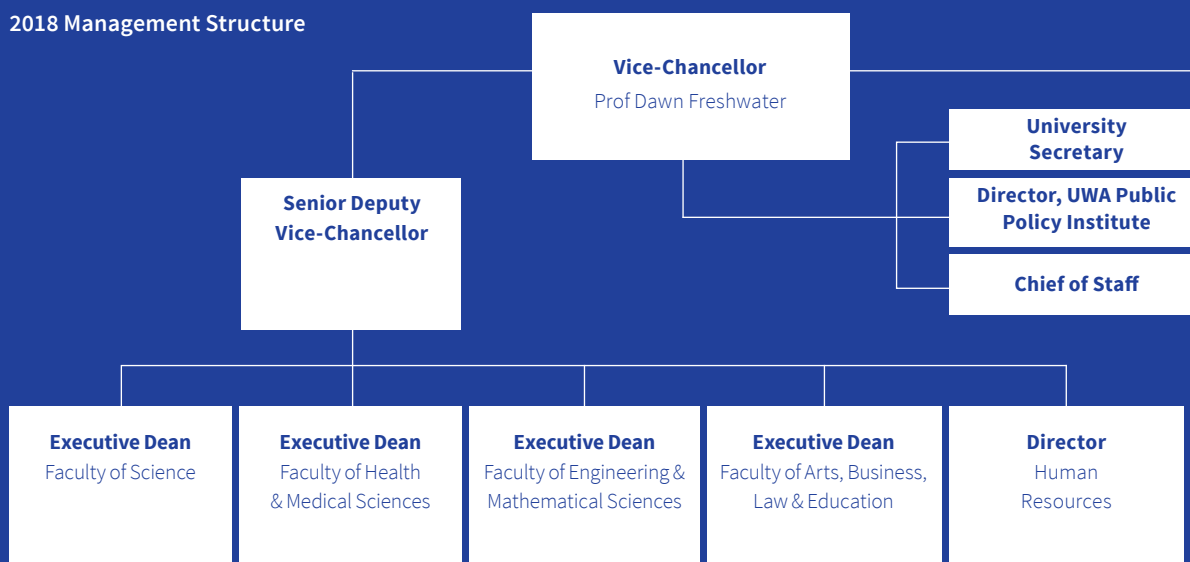 2018 Management Structure
Vice-Chancellor
Prof Dawn Freshwater
University
Secretary
Director, UWA Public
Policy Institute
Chief of Staff
Senior Deputy
Vice-Chancellor
Executive Dean
Faculty of Science
Executive Dean
Faculty of Health
& Medical Sciences
Executive Dean
Faculty of Engineering &
Mathematical Sciences
Executive Dean
Faculty of Arts, Business,
Law & Education
Director
Human
Resources